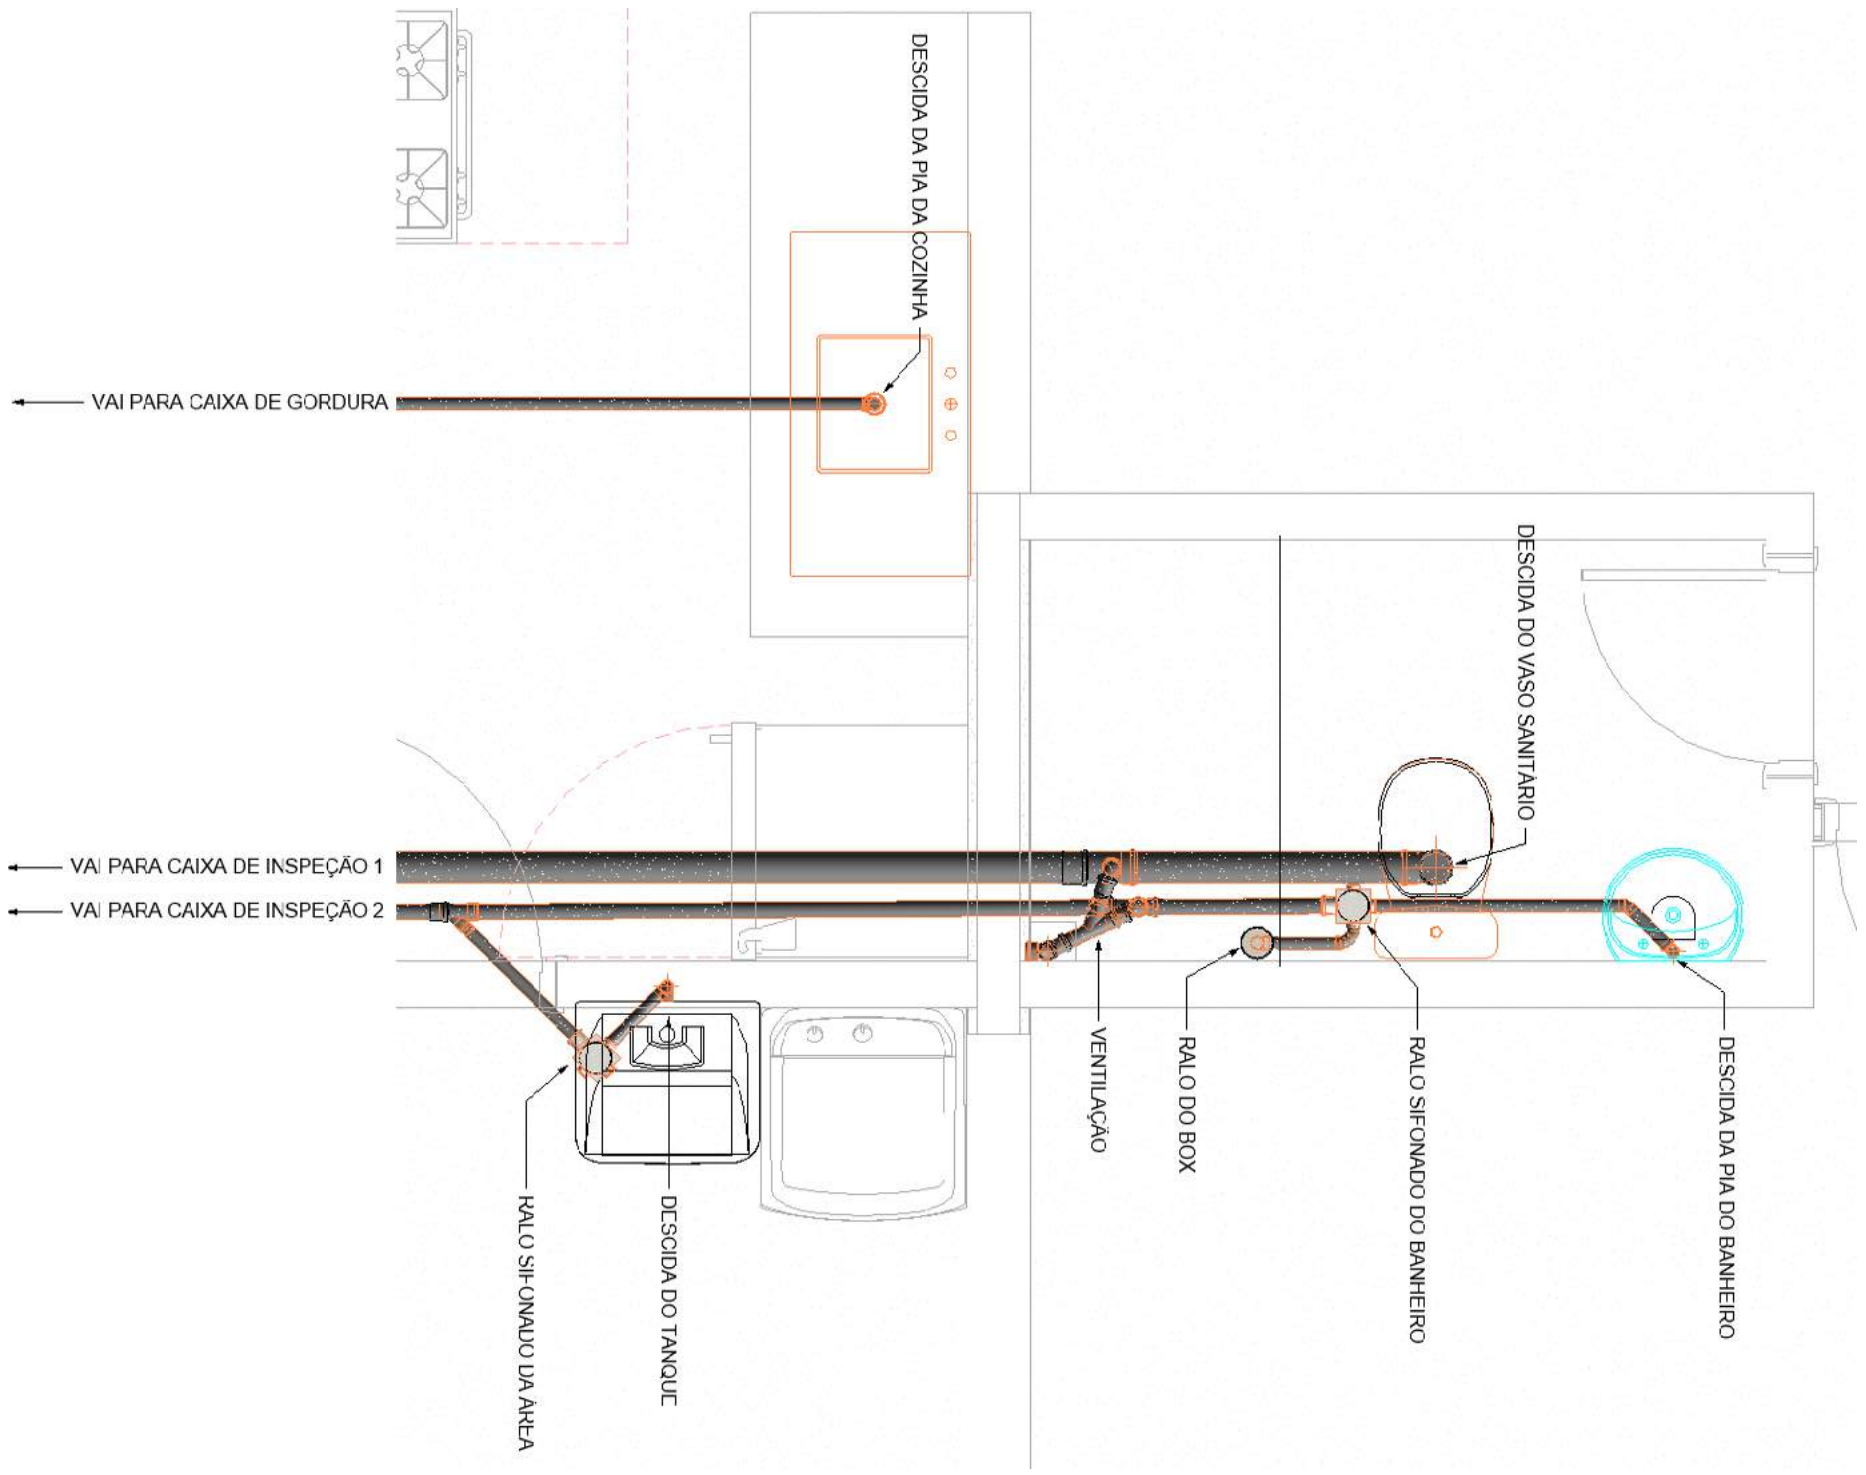 DESCIDA DA PIA DA COZINHA
VAI PARA CAIXA DE GORDURA
DESCIDA DO VASO SANITÁRIO
VAI PARA CAIXA DE INSPEÇÃO 1
VAI PARA CAIXA DE INSPEÇÃO 2
VENTILAÇÃO
RALO DO BOX
RALO SIFONADO DO BANHEIRO
DESCIDA DA PIA DO BANHEIRO
RALO SIFONADO DA ÁREA
DESCIDA DO TANQUE